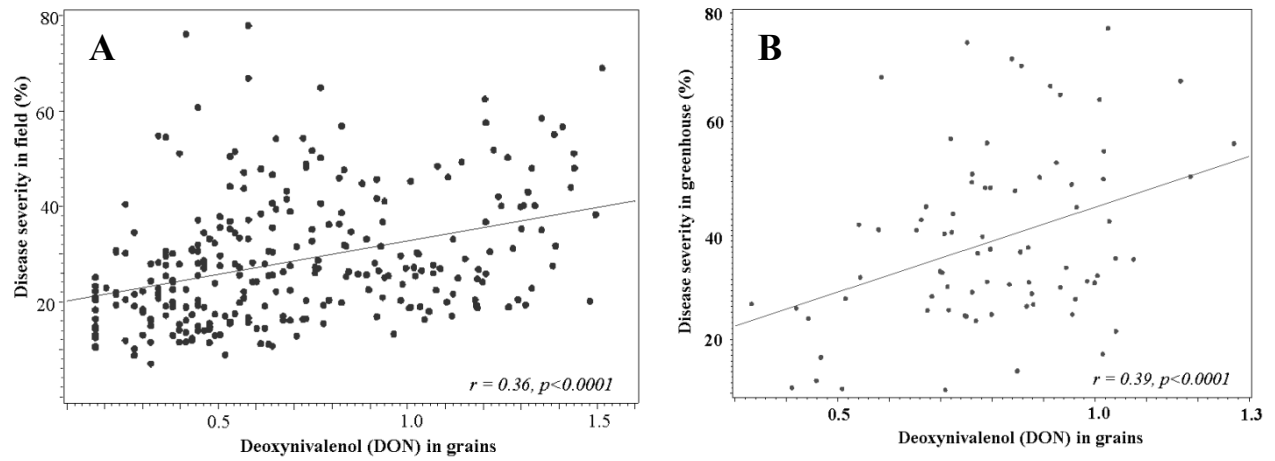 A
Disease severity in field (%)
80
60
40
20
r = 0.36, p<0.0001
0.5
1.0
1.5
Deoxynivalenol (DON) in grains
B
Disease severity in greenhouse (%)
80
60
40
20
r = 0.39, p<0.0001
0.5
1.0
1.3
Deoxynivalenol (DON) in grains